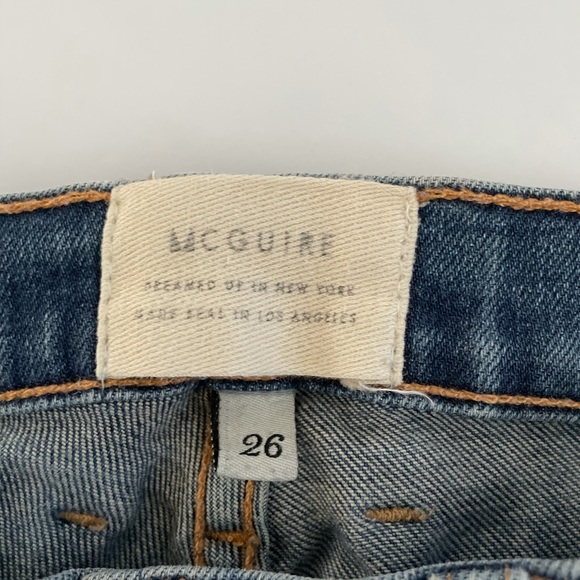 MCGUIRE
DREAMED UP IN NEW YORK
MADE REAL IN LOS ANGELES
26